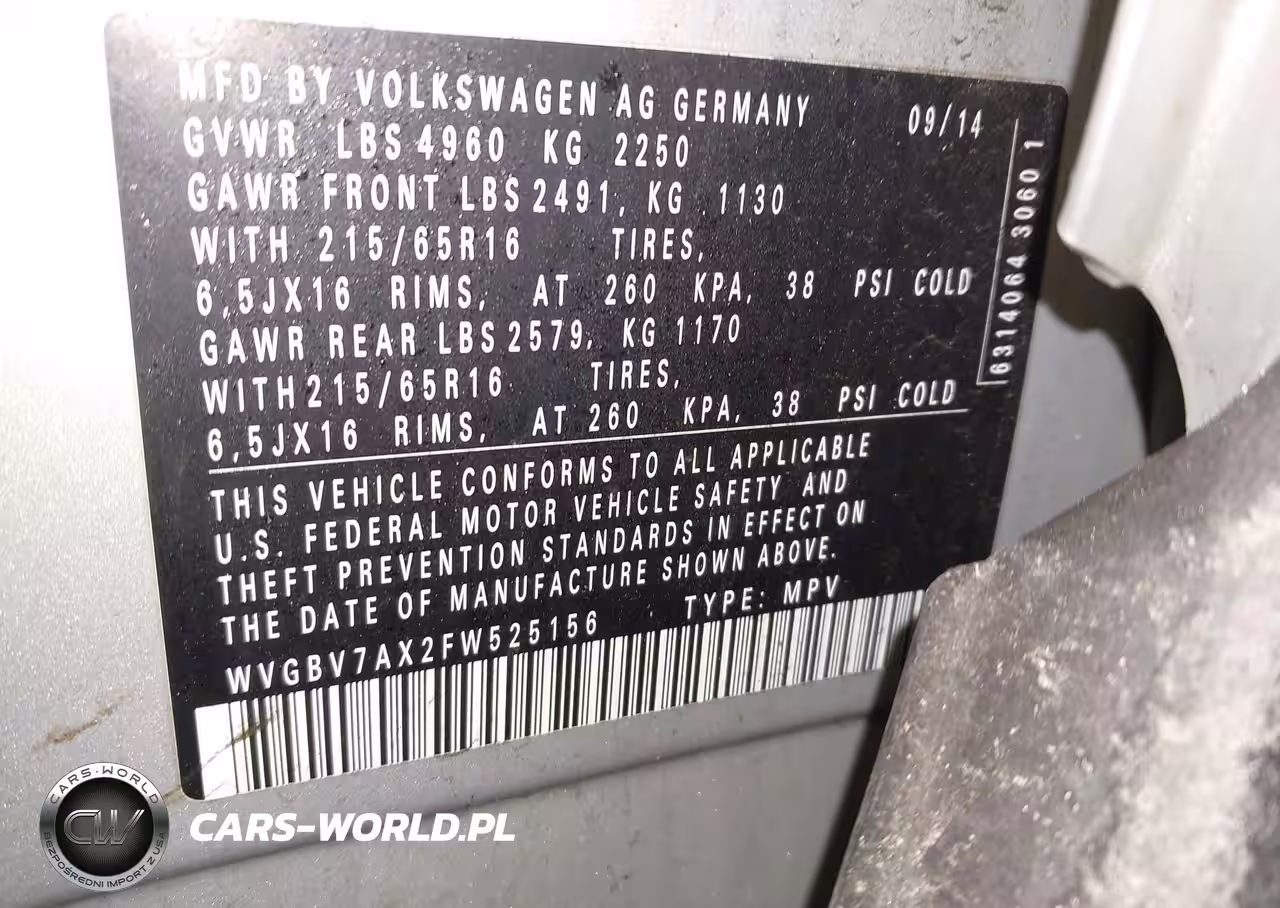 MFD BY VOLKSWAGEN AG GERMANY 09/14
GVWR LBS 4960 KG 2250
GAWR FRONT LBS 2491, KG 1130
WITH 215/65R16 TIRES,
6,5JX16 RIMS, AT 260 KPA, 38 PSI COLD
GAWR REAR LBS 2579, KG 1170
WITH 215/65R16 TIRES,
6,5JX16 RIMS, AT 260 KPA, 38 PSI COLD
6314064 3060 1
THIS VEHICLE CONFORMS TO ALL APPLICABLE
U.S. FEDERAL MOTOR VEHICLE SAFETY AND
THEFT PREVENTION STANDARDS IN EFFECT ON
THE DATE OF MANUFACTURE SHOWN ABOVE.
WVGBV7AX2FW525156 TYPE: MPV
CARS-WORLD
CW
BEZPOŚREDNI IMPORT Z USA
CARS-WORLD.PL